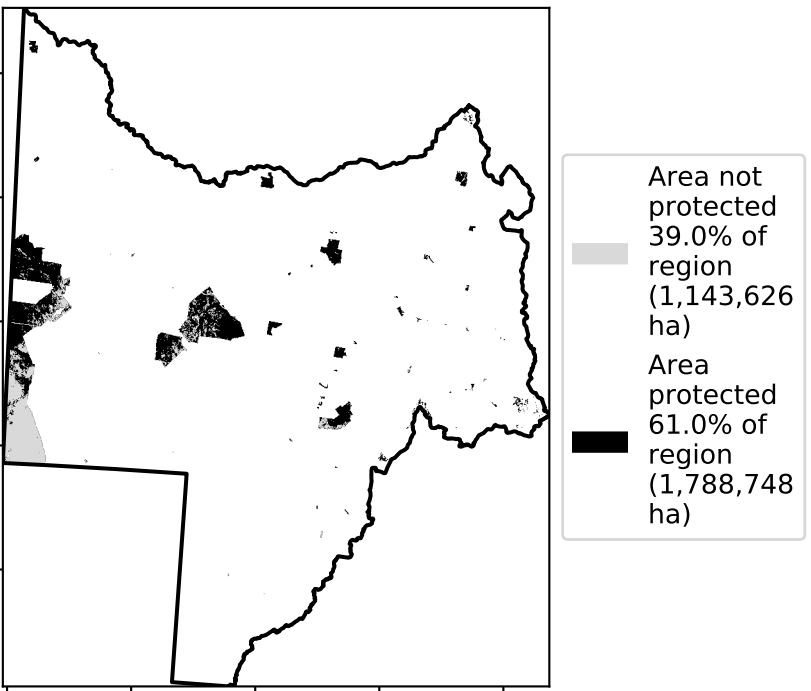 Area not
protected
39.0% of
region
(1,143,626
ha)
Area
protected
61.0% of
region
(1,788,748
ha)